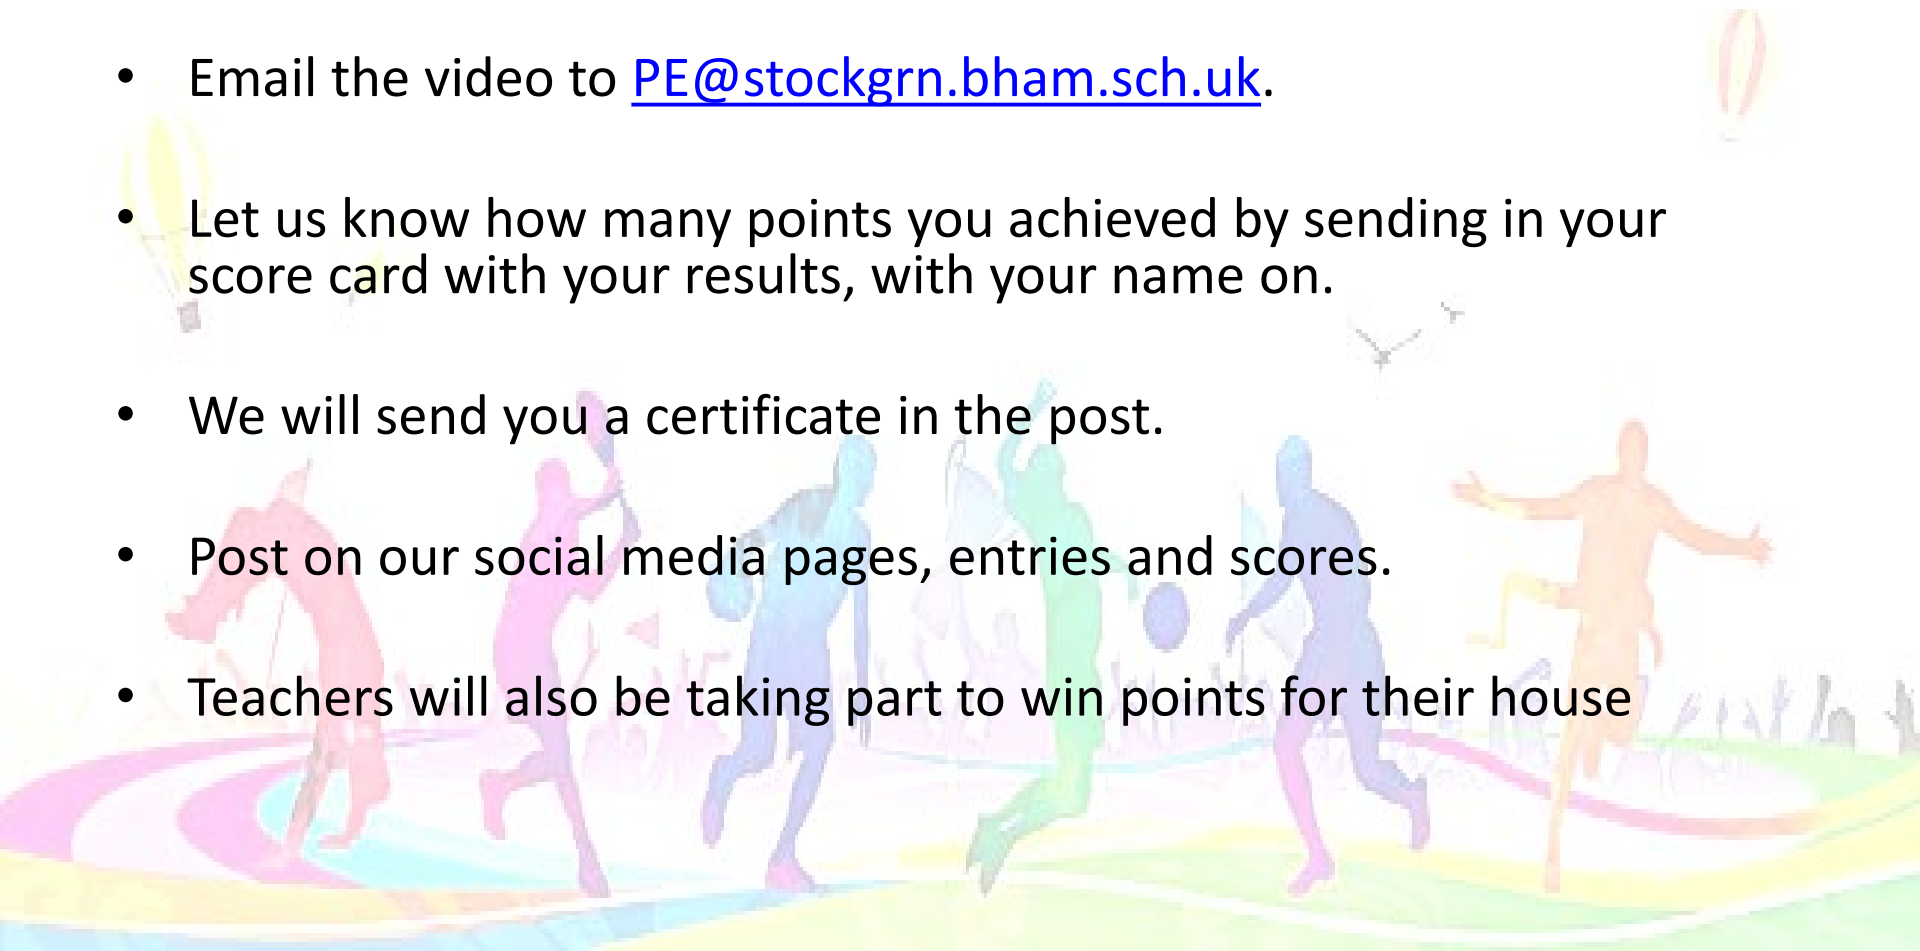 • Email the video to PE@stockgrn.bham.sch.uk.
• Let us know how many points you achieved by sending in your
score card with your results, with your name on.
• We will send you a certificate in the post.
• Post on our social media pages, entries and scores.
• Teachers will also be taking part to win points for their house